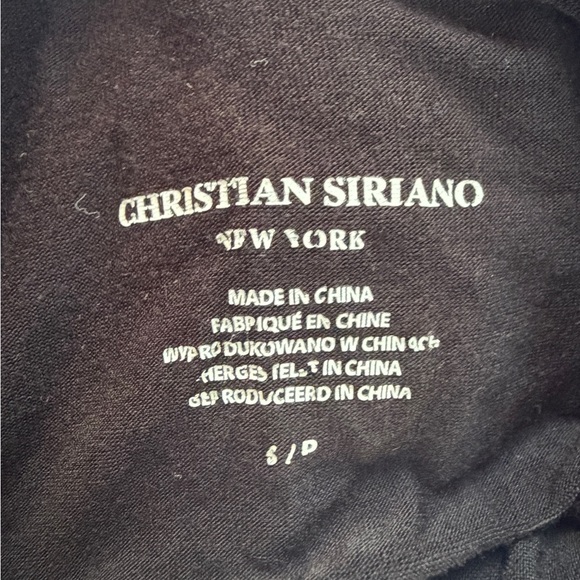 CHRISTIAN SIRIANO
NEW YORK
MADE IN CHINA
FABRIQUÉ EN CHINE
WYPRODUKOWANO W CHINACH
HERGESTELLT IN CHINA
GEPRODUCEERD IN CHINA
S / P